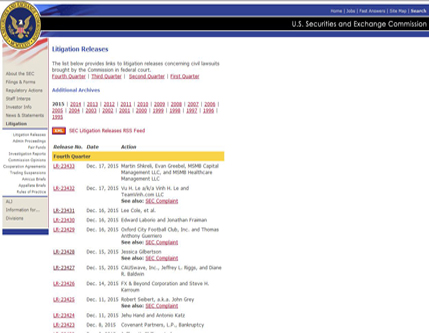 Home | Jobs | Fast Answers | Site Map | Search
U.S. Securities and Exchange Commission
Litigation Releases
The list below provides links to litigation releases concerning civil lawsuits
brought by the Commission in federal court.
Fourth Quarter | Third Quarter | Second Quarter | First Quarter
Additional Archives
2015 | 2014 | 2013 | 2012 | 2011 | 2010 | 2009 | 2008 | 2007 | 2006 |
2005 | 2004 | 2003 | 2002 | 2001 | 2000 | 1999 | 1998 | 1997 | 1996 |
1995
XML SEC Litigation Releases RSS Feed
About the SEC
Filings & Forms
Regulatory Actions
Staff Interps
Investor Info
News & Statements
Litigation
Litigation Releases
Admin Proceedings
Fair Funds
Investigation Reports
Commission Opinions
Cooperation Agreements
Trading Suspensions
Amicus Briefs
Appellate Briefs
Rules of Practice
ALJ
Information for...
Divisions
Release No. Date Action
Fourth Quarter
LR-23433 Dec. 17, 2015 Martin Shkreli, Evan Greebel, MSMB Capital
Management LLC, and MSMB Healthcare
Management LLC
LR-23432 Dec. 17, 2015 Vu H. Le a/k/a Vinh H. Le and
TeamVinh.com LLC
See also: SEC Complaint
LR-23431 Dec. 16, 2015 Lee Cole, et al.
LR-23430 Dec. 16, 2015 Edward Laborio and Jonathan Fraiman
LR-23429 Dec. 16, 2015 Oxford City Football Club, Inc. and Thomas
Anthony Guerriero
See also: SEC Complaint
LR-23428 Dec. 15, 2015 Jessica Gilbertson
See also: SEC Complaint
LR-23427 Dec. 15, 2015 CAUSwave, Inc., Jeffrey L. Riggs, and Diane
R. Baldwin
LR-23426 Dec. 14, 2015 FX & Beyond Corporation and Steve H.
Karroum
LR-23425 Dec. 11, 2015 Robert Seibert, a.k.a. John Grey
See also: SEC Complaint
LR-23424 Dec. 11, 2015 Jehu Hand and Antonio Katz
LR-23423 Dec. 8, 2015 Covenant Partners, L.P., Bankruptcy